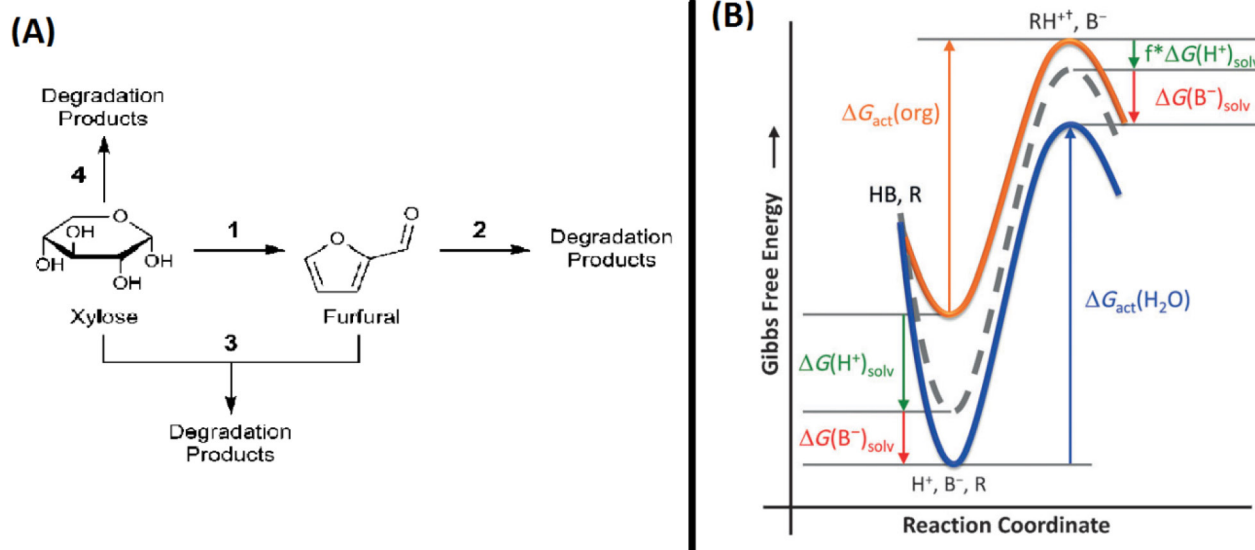 (A)
Degradation
Products
4
O
OH
OH
OH
OH
Xylose
1
O
O
Furfural
2
Degradation
Products
3
Degradation
Products
(B)
RH⁺†, B⁻
f*ΔG(H⁺)solv
ΔG(B⁻)solv
ΔGact(org)
HB, R
ΔGact(H₂O)
ΔG(H⁺)solv
ΔG(B⁻)solv
H⁺, B⁻, R
Gibbs Free Energy
Reaction Coordinate